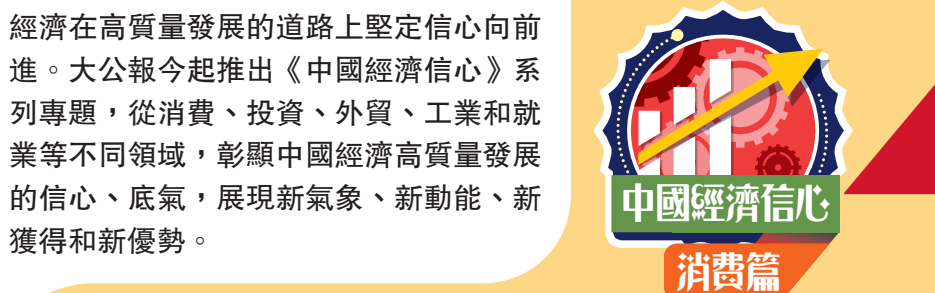 經濟在高質量發展的道路上堅定信心向前
進。大公報今起推出《中國經濟信心》系
列專題，從消費、投資、外貿、工業和就
業等不同領域，彰顯中國經濟高質量發展
的信心、底氣，展現新氣象、新動能、新
獲得和新優勢。
中國經濟信心
消費篇